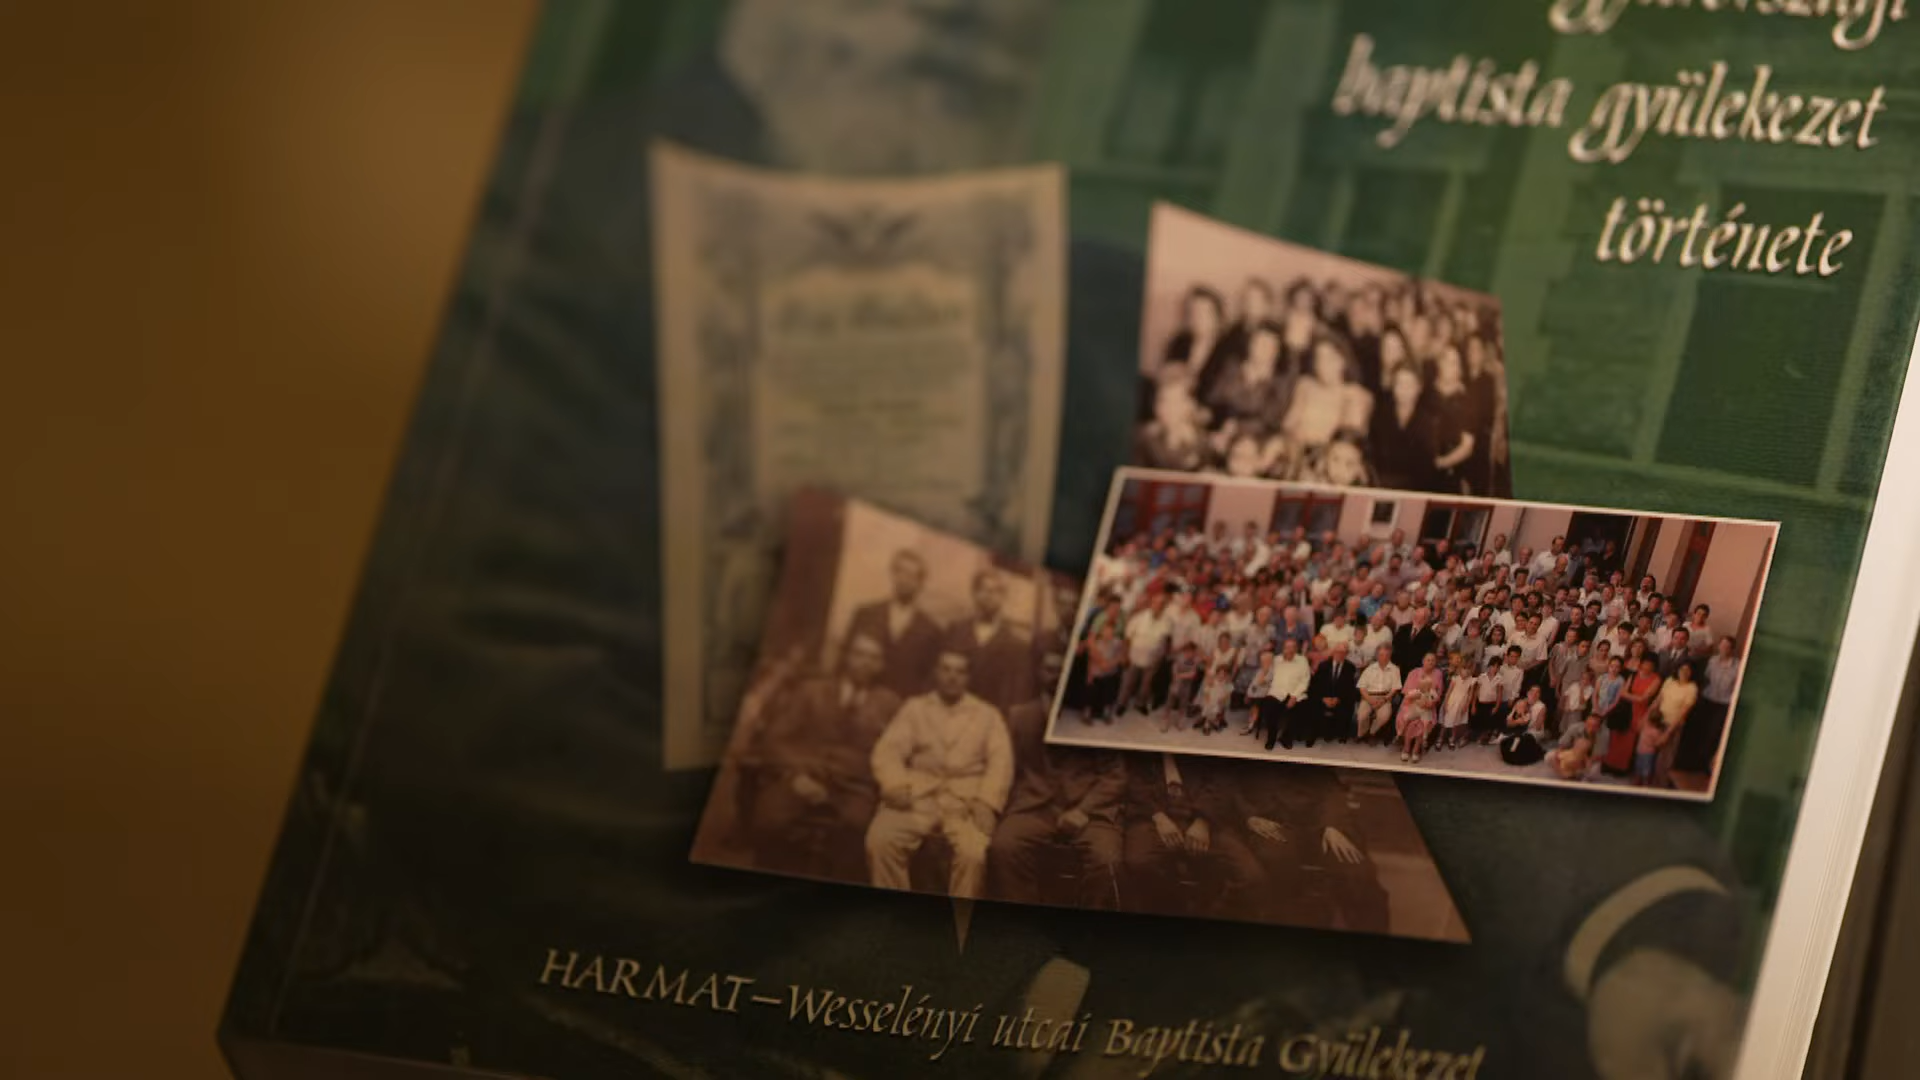 baptista gyülekezet
története
HARMAT–Wesselényi utcai Baptista Gyülekezet